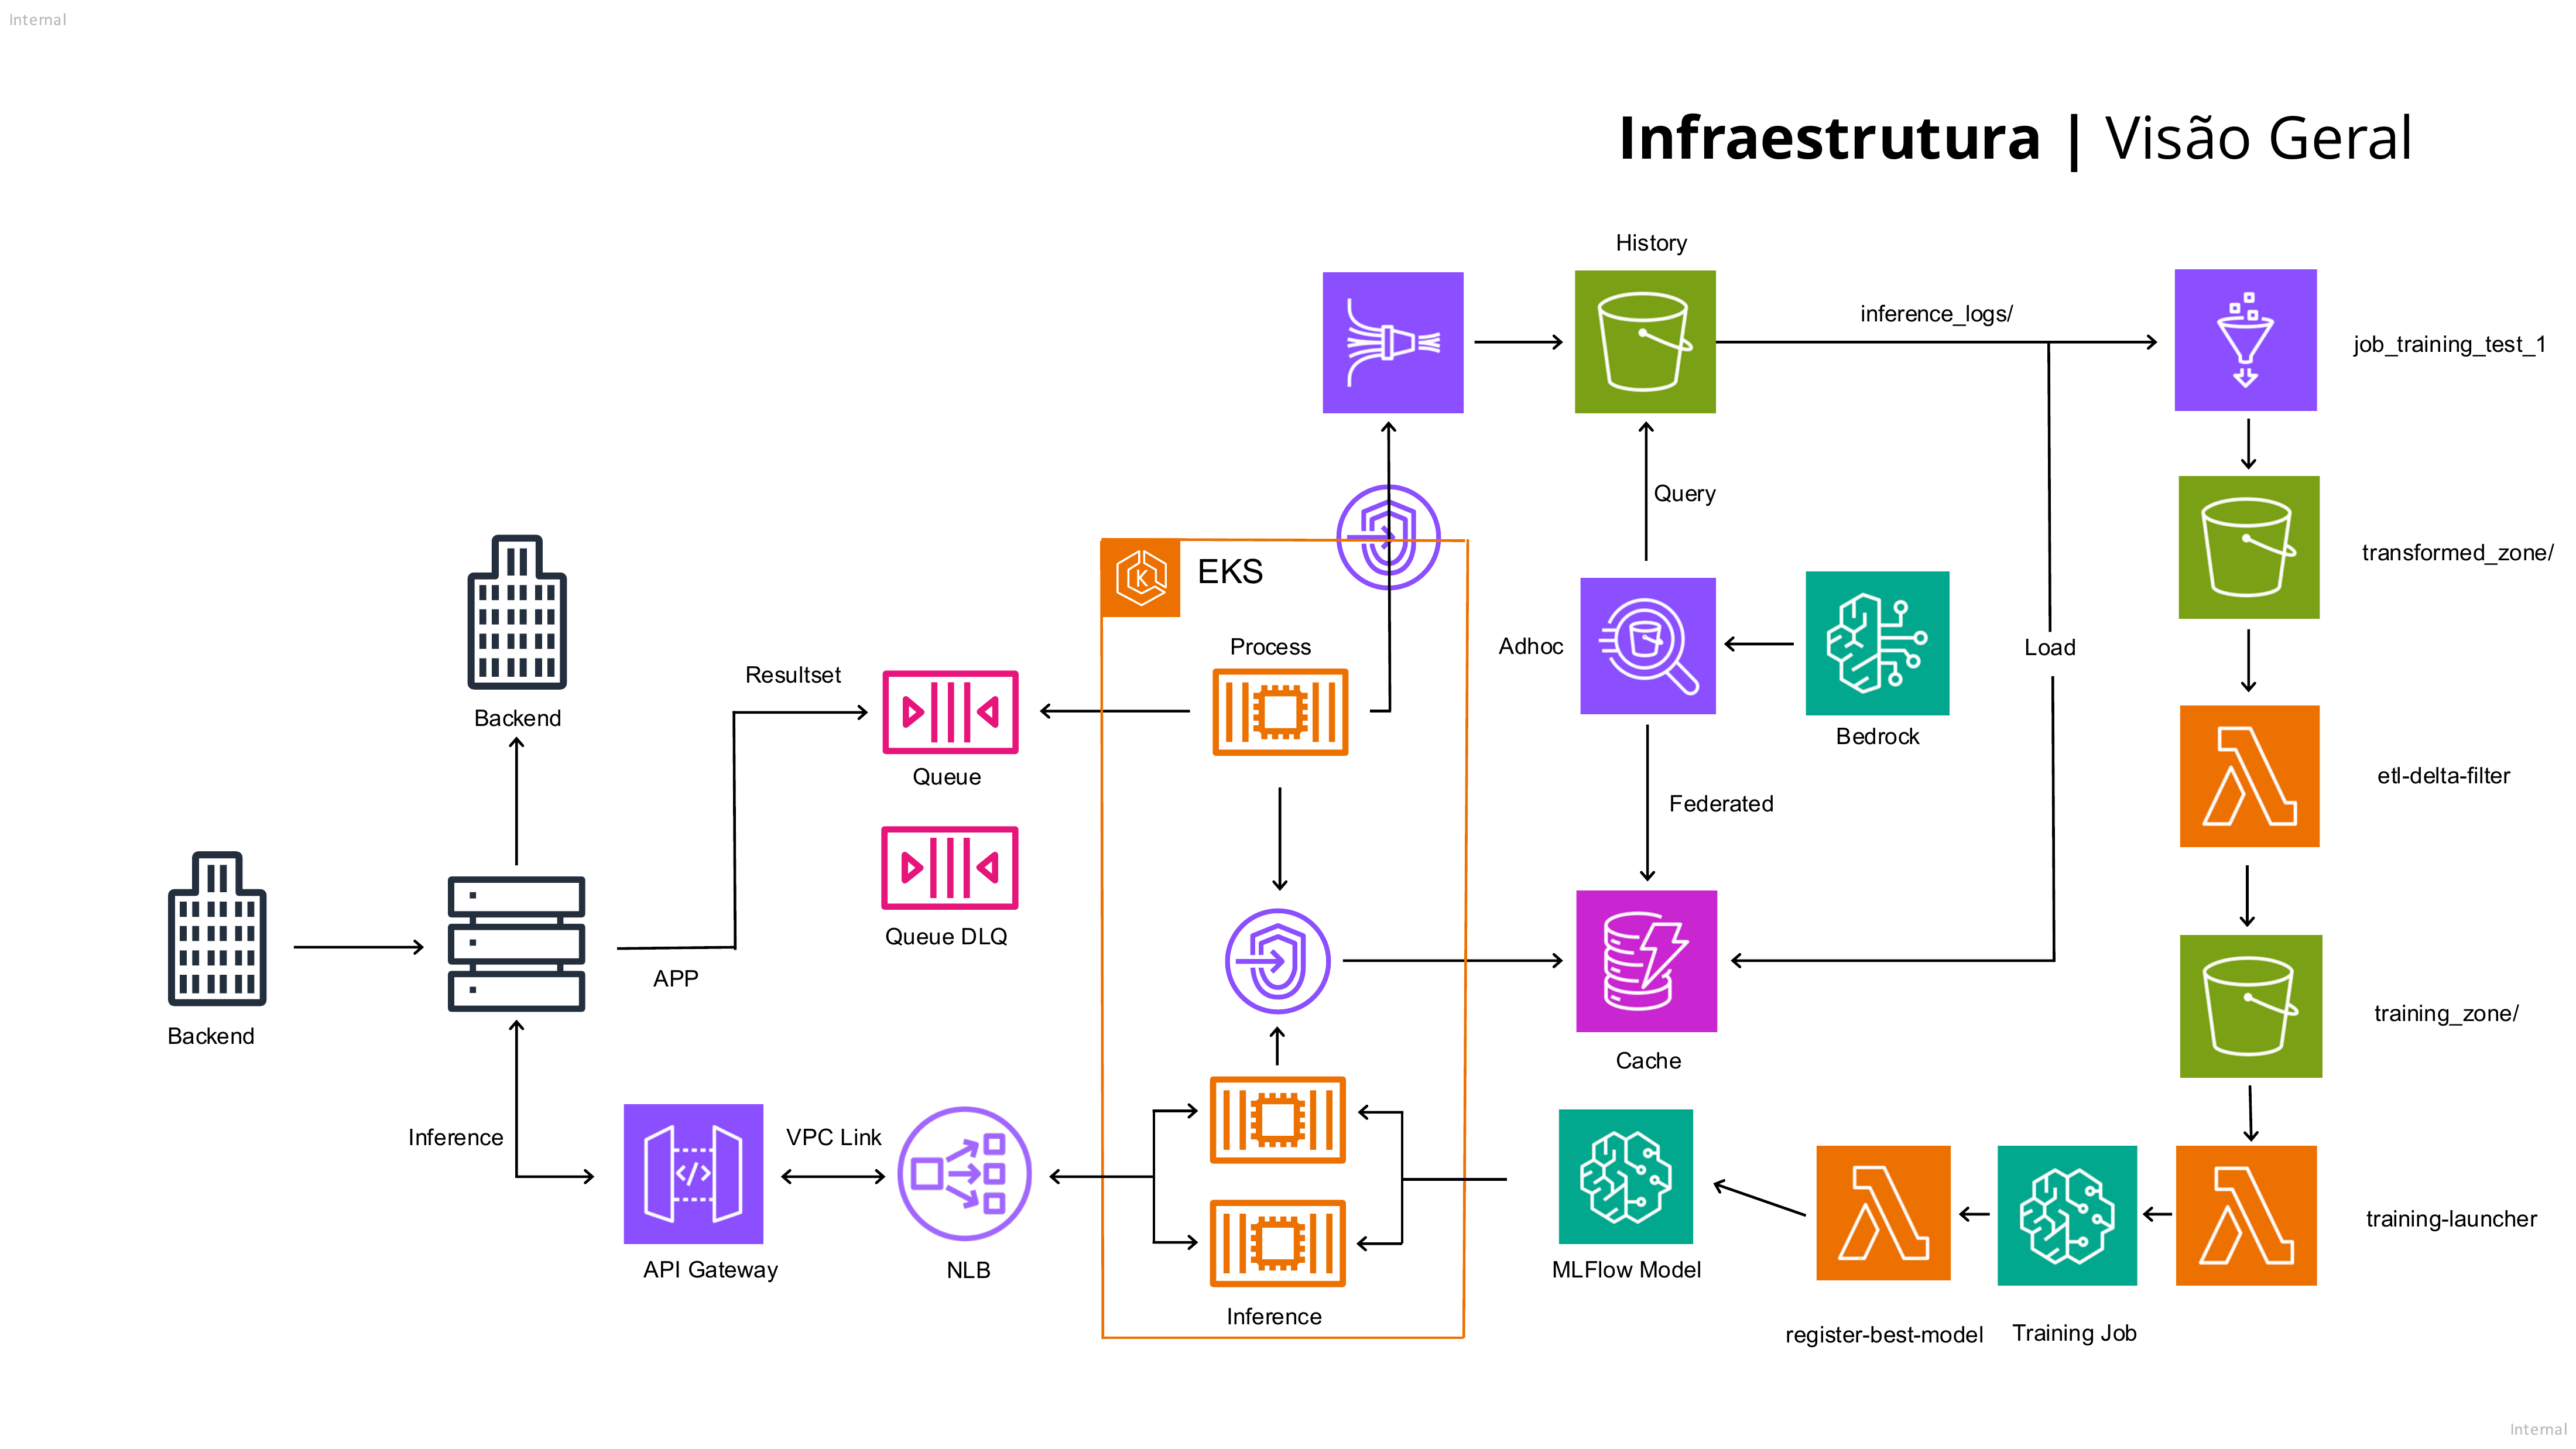 Internal
Infraestrutura | Visão Geral
History
inference_logs/
job_training_test_1
Query
transformed_zone/
K
EKS
Process
Adhoc
Load
Resultset
Backend
Bedrock
Queue
etl-delta-filter
Federated
Queue DLQ
APP
training_zone/
Backend
Cache
Inference
VPC Link
</>
training-launcher
API Gateway
NLB
MLFlow Model
Inference
register-best-model
Training Job
Internal